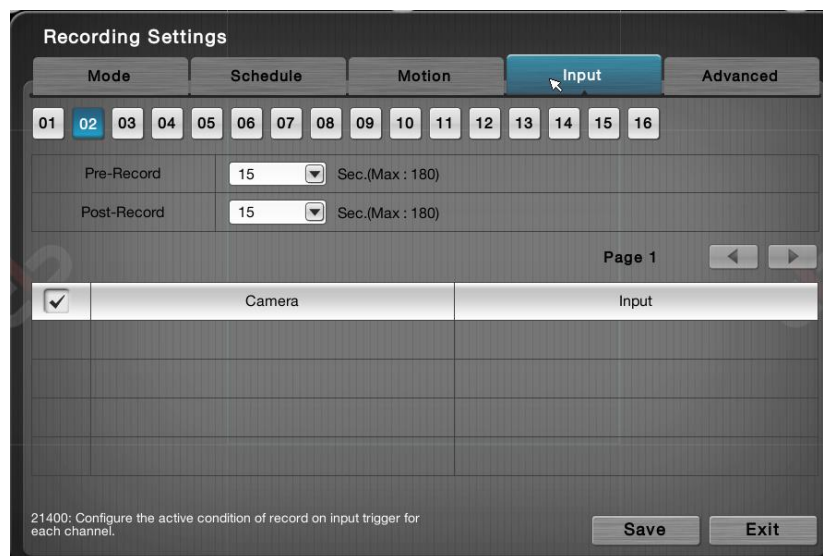 Recording Settings
Mode Schedule Motion Input Advanced
01 02 03 04 05 06 07 08 09 10 11 12 13 14 15 16
Pre-Record 15 Sec.(Max : 180)
Post-Record 15 Sec.(Max : 180)
Page 1
Camera Input
21400: Configure the active condition of record on input trigger for
each channel.
Save Exit